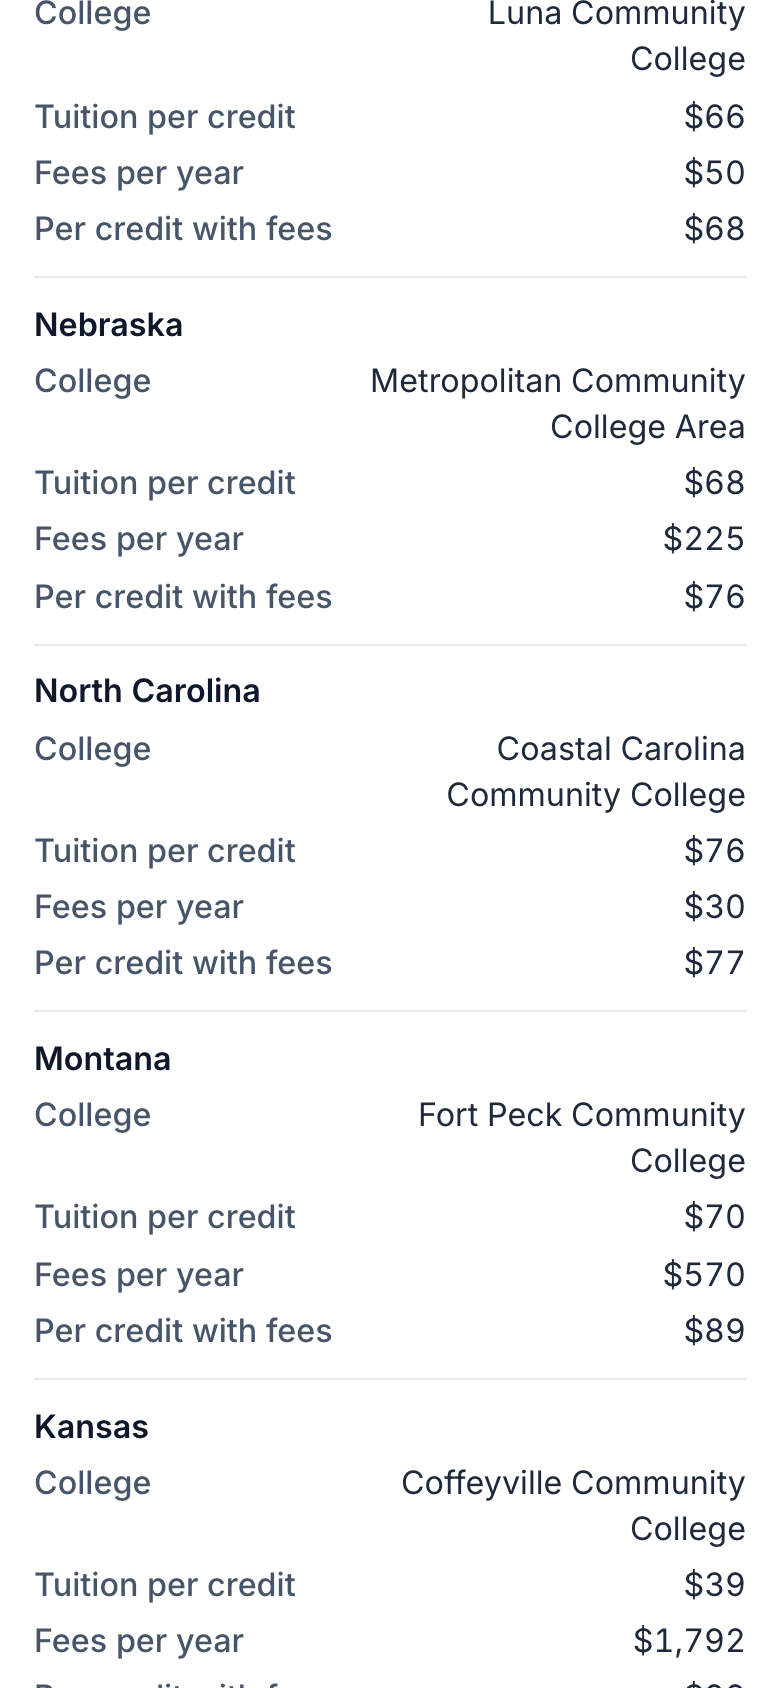 College Luna Community
College
Tuition per credit $66
Fees per year $50
Per credit with fees $68
Nebraska
College Metropolitan Community
College Area
Tuition per credit $68
Fees per year $225
Per credit with fees $76
North Carolina
College Coastal Carolina
Community College
Tuition per credit $76
Fees per year $30
Per credit with fees $77
Montana
College Fort Peck Community
College
Tuition per credit $70
Fees per year $570
Per credit with fees $89
Kansas
College Coffeyville Community
College
Tuition per credit $39
Fees per year $1,792